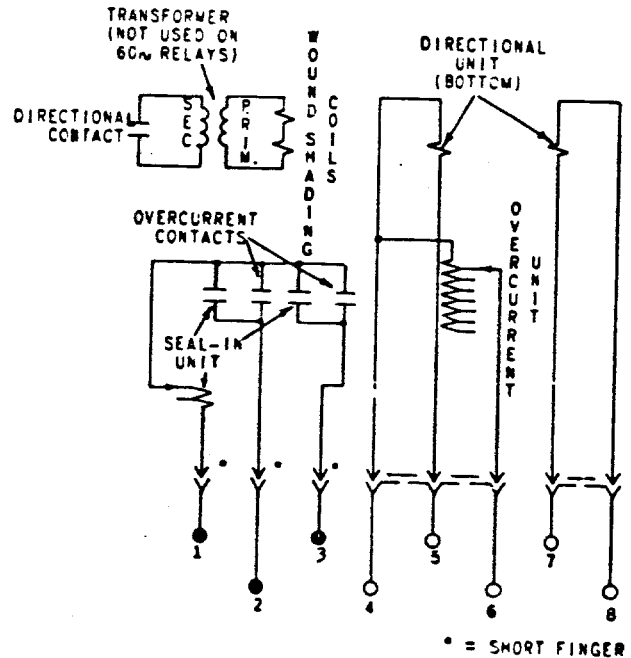 TRANSFORMER
(NOT USED ON
60~ RELAYS)
DIRECTIONAL
CONTACT
SEC
PRIM.
WOUND SHADING
COILS
DIRECTIONAL
UNIT
(BOTTOM)
OVERCURRENT
CONTACTS
OVERCURRENT
UNIT
SEAL-IN
UNIT
* * *
1
2
3
4
5
6
7
8
* = SHORT FINGER